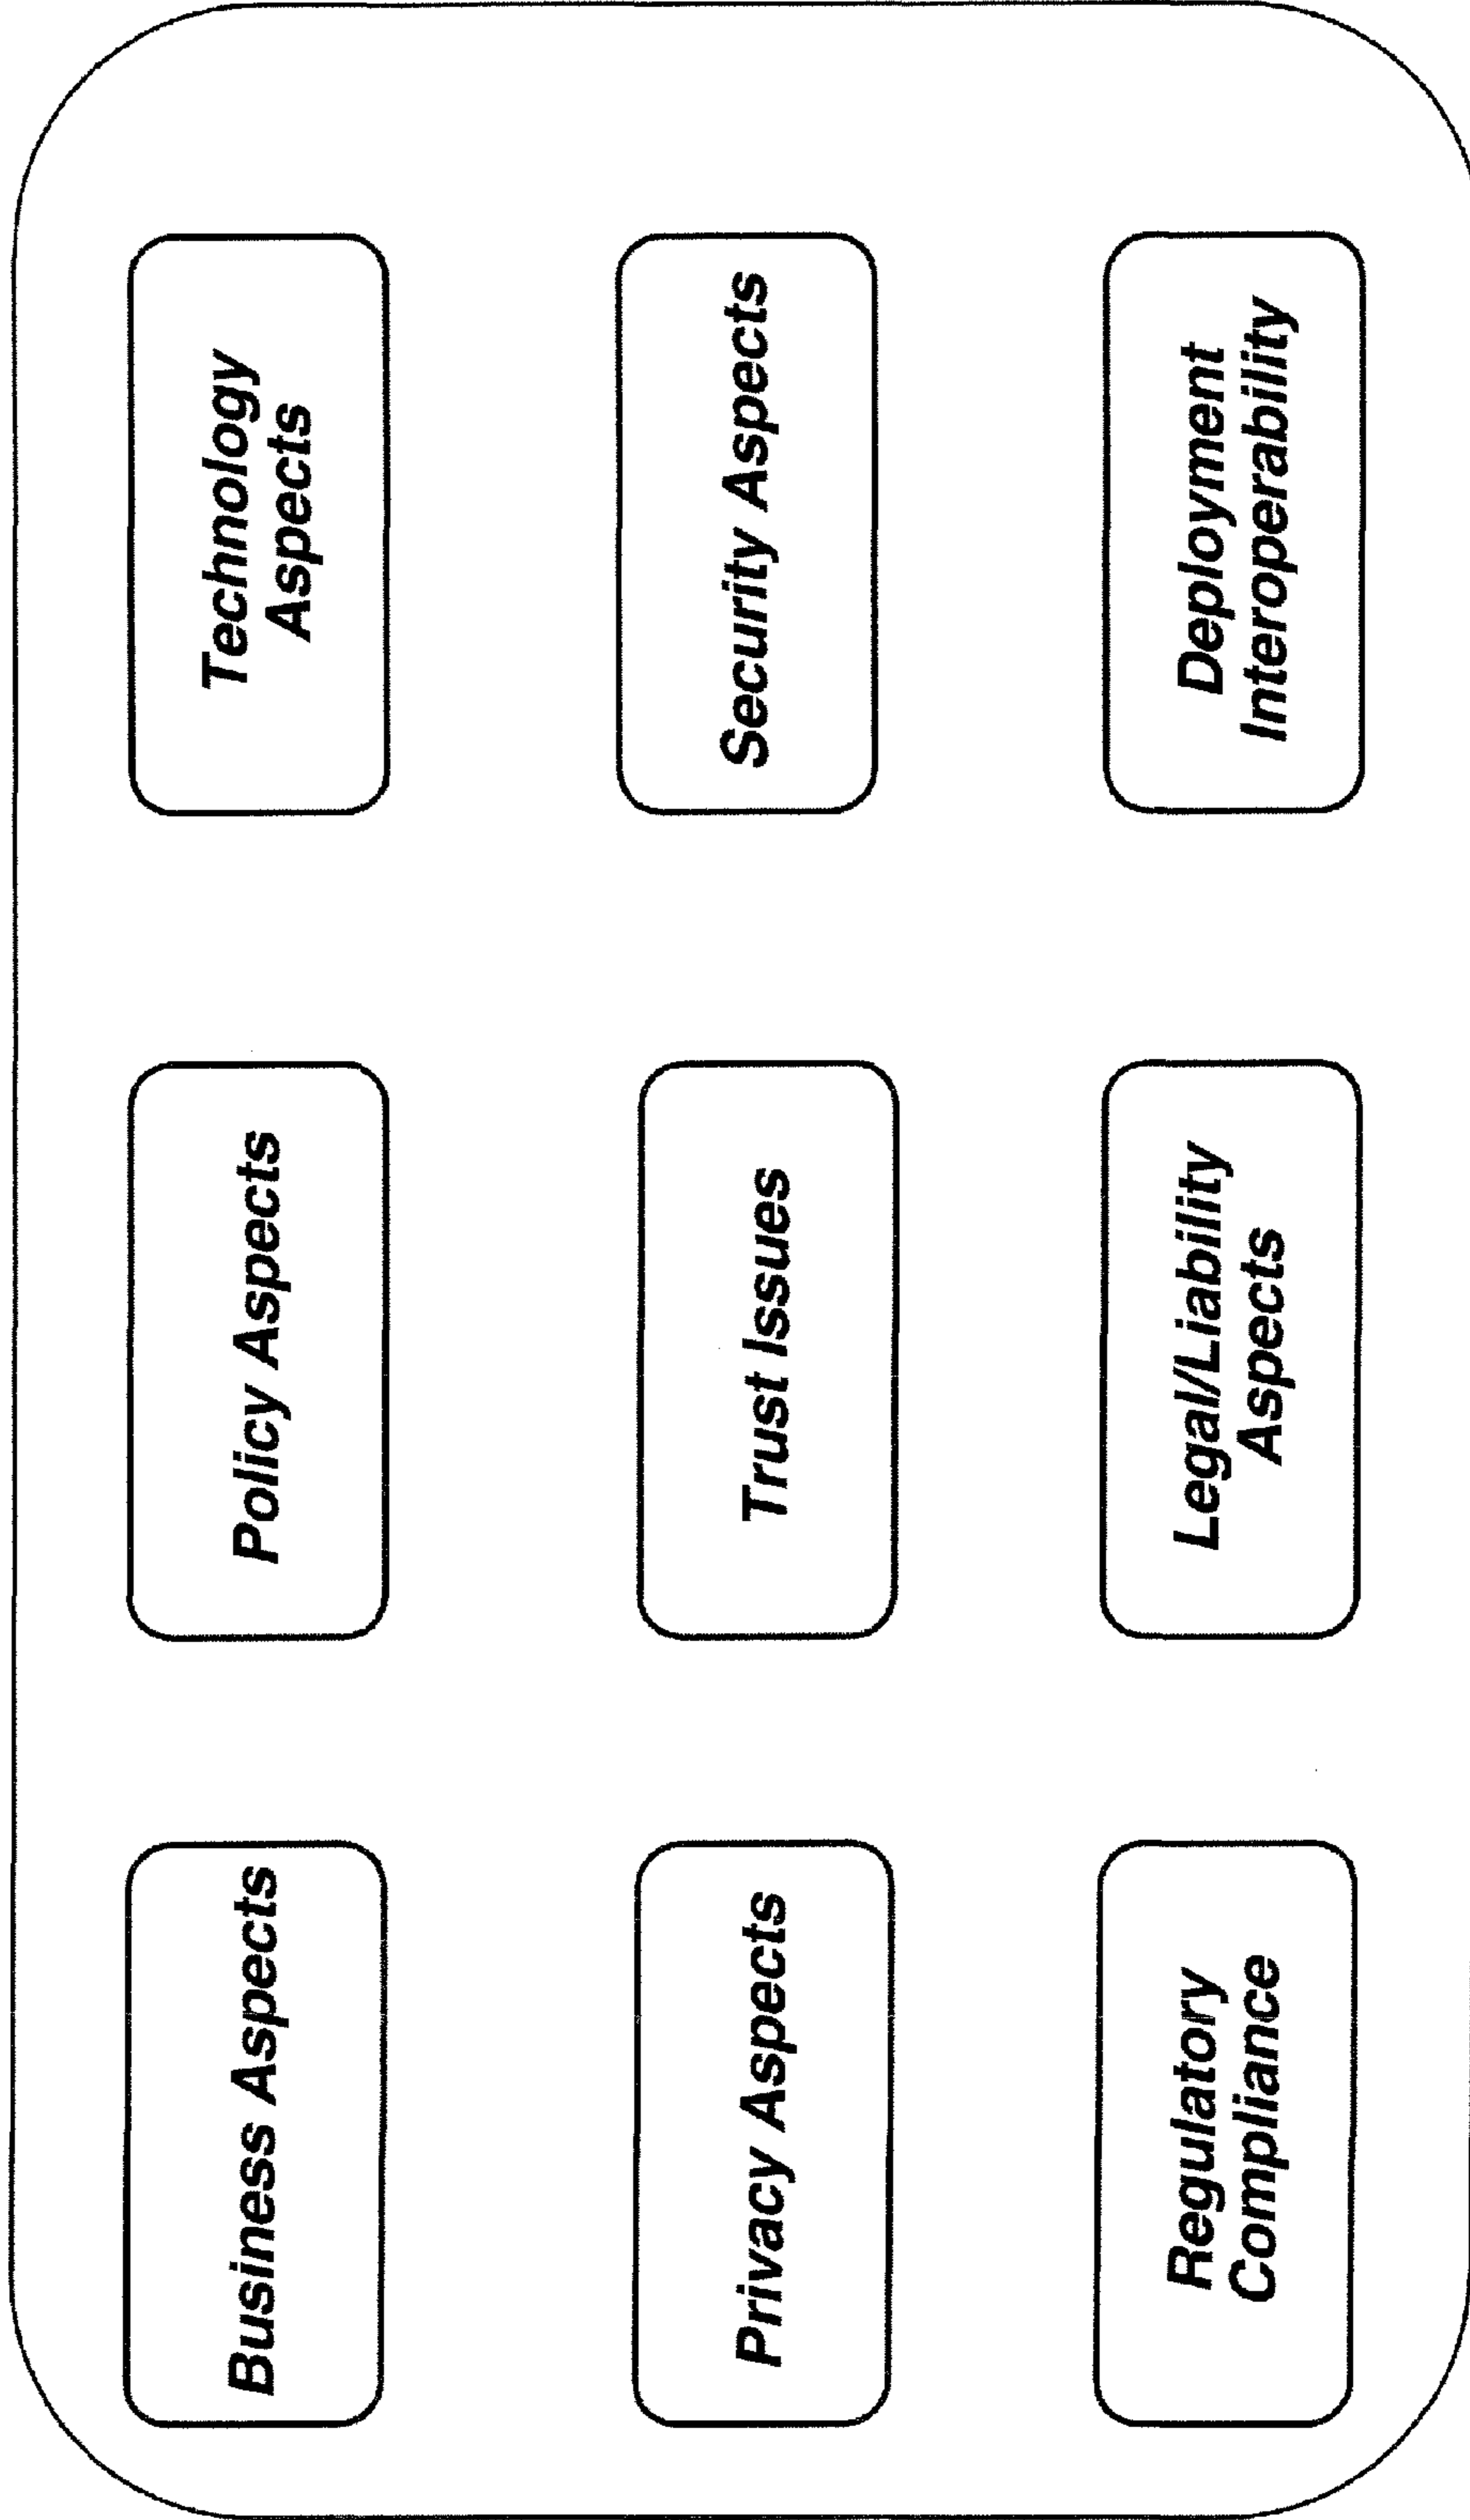 Business Aspects
Policy Aspects
Technology
Aspects
Privacy Aspects
Trust Issues
Security Aspects
Regulatory
Compliance
Legal/Liability
Aspects
Deployment
Interoperability